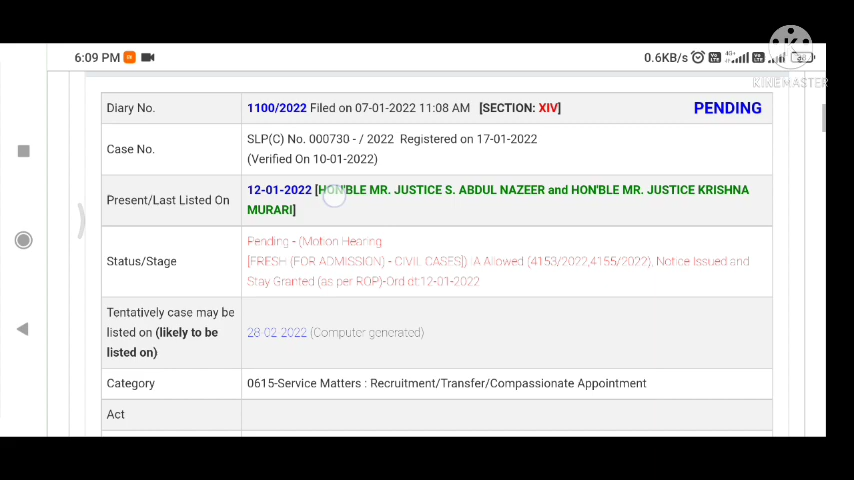 6:09 PM 0.6KB/s 4G+
KINEMASTER
Diary No. 1100/2022 Filed on 07-01-2022 11:08 AM [SECTION: XIV] PENDING
Case No. SLP(C) No. 000730 - / 2022 Registered on 17-01-2022
(Verified On 10-01-2022)
Present/Last Listed On 12-01-2022 [HON'BLE MR. JUSTICE S. ABDUL NAZEER and HON'BLE MR. JUSTICE KRISHNA
MURARI]
Status/Stage Pending - (Motion Hearing
[FRESH (FOR ADMISSION) - CIVIL CASES]) IA Allowed (4153/2022,4155/2022), Notice Issued and
Stay Granted (as per ROP)-Ord dt:12-01-2022
Tentatively case may be
listed on (likely to be
listed on)
28-02-2022 (Computer generated)
Category 0615-Service Matters : Recruitment/Transfer/Compassionate Appointment
Act